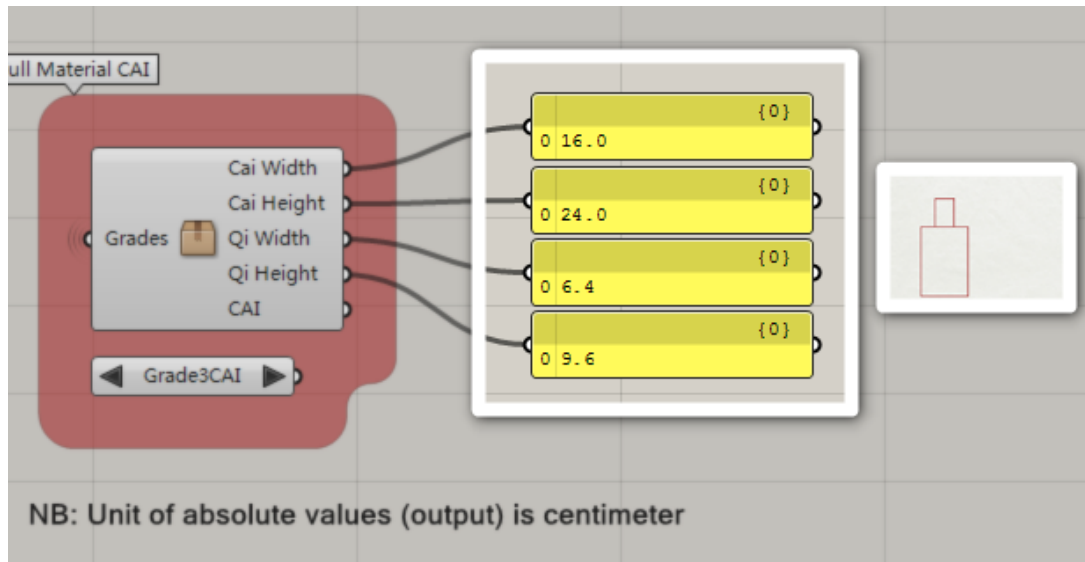 ull Material CAI
Cai Width
Cai Height
Grades
Qi Width
Qi Height
CAI
Grade3CAI
{0}
0 16.0
{0}
0 24.0
{0}
0 6.4
{0}
0 9.6
NB: Unit of absolute values (output) is centimeter